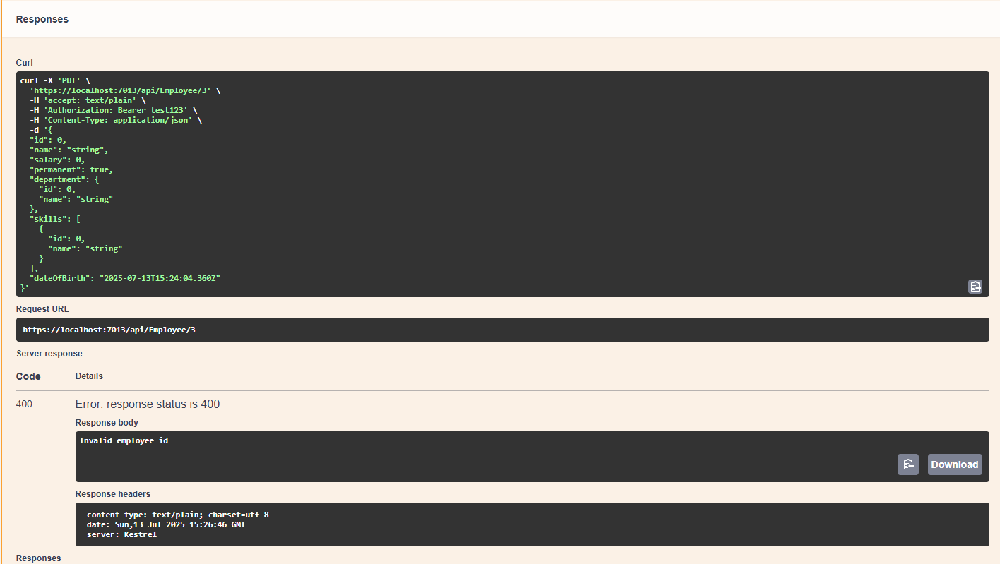 Responses
Curl
curl -X 'PUT' \
  'https://localhost:7013/api/Employee/3' \
  -H 'accept: text/plain' \
  -H 'Authorization: Bearer test123' \
  -H 'Content-Type: application/json' \
  -d '{
  "id": 0,
  "name": "string",
  "salary": 0,
  "permanent": true,
  "department": {
    "id": 0,
    "name": "string"
  },
  "skills": [
    {
      "id": 0,
      "name": "string"
    }
  ],
  "dateOfBirth": "2025-07-13T15:24:04.360Z"
}'
Request URL
https://localhost:7013/api/Employee/3
Server response
Code Details
400 Error: response status is 400
Response body
Invalid employee id
Download
Response headers
content-type: text/plain; charset=utf-8
date: Sun,13 Jul 2025 15:26:46 GMT
server: Kestrel
Responses